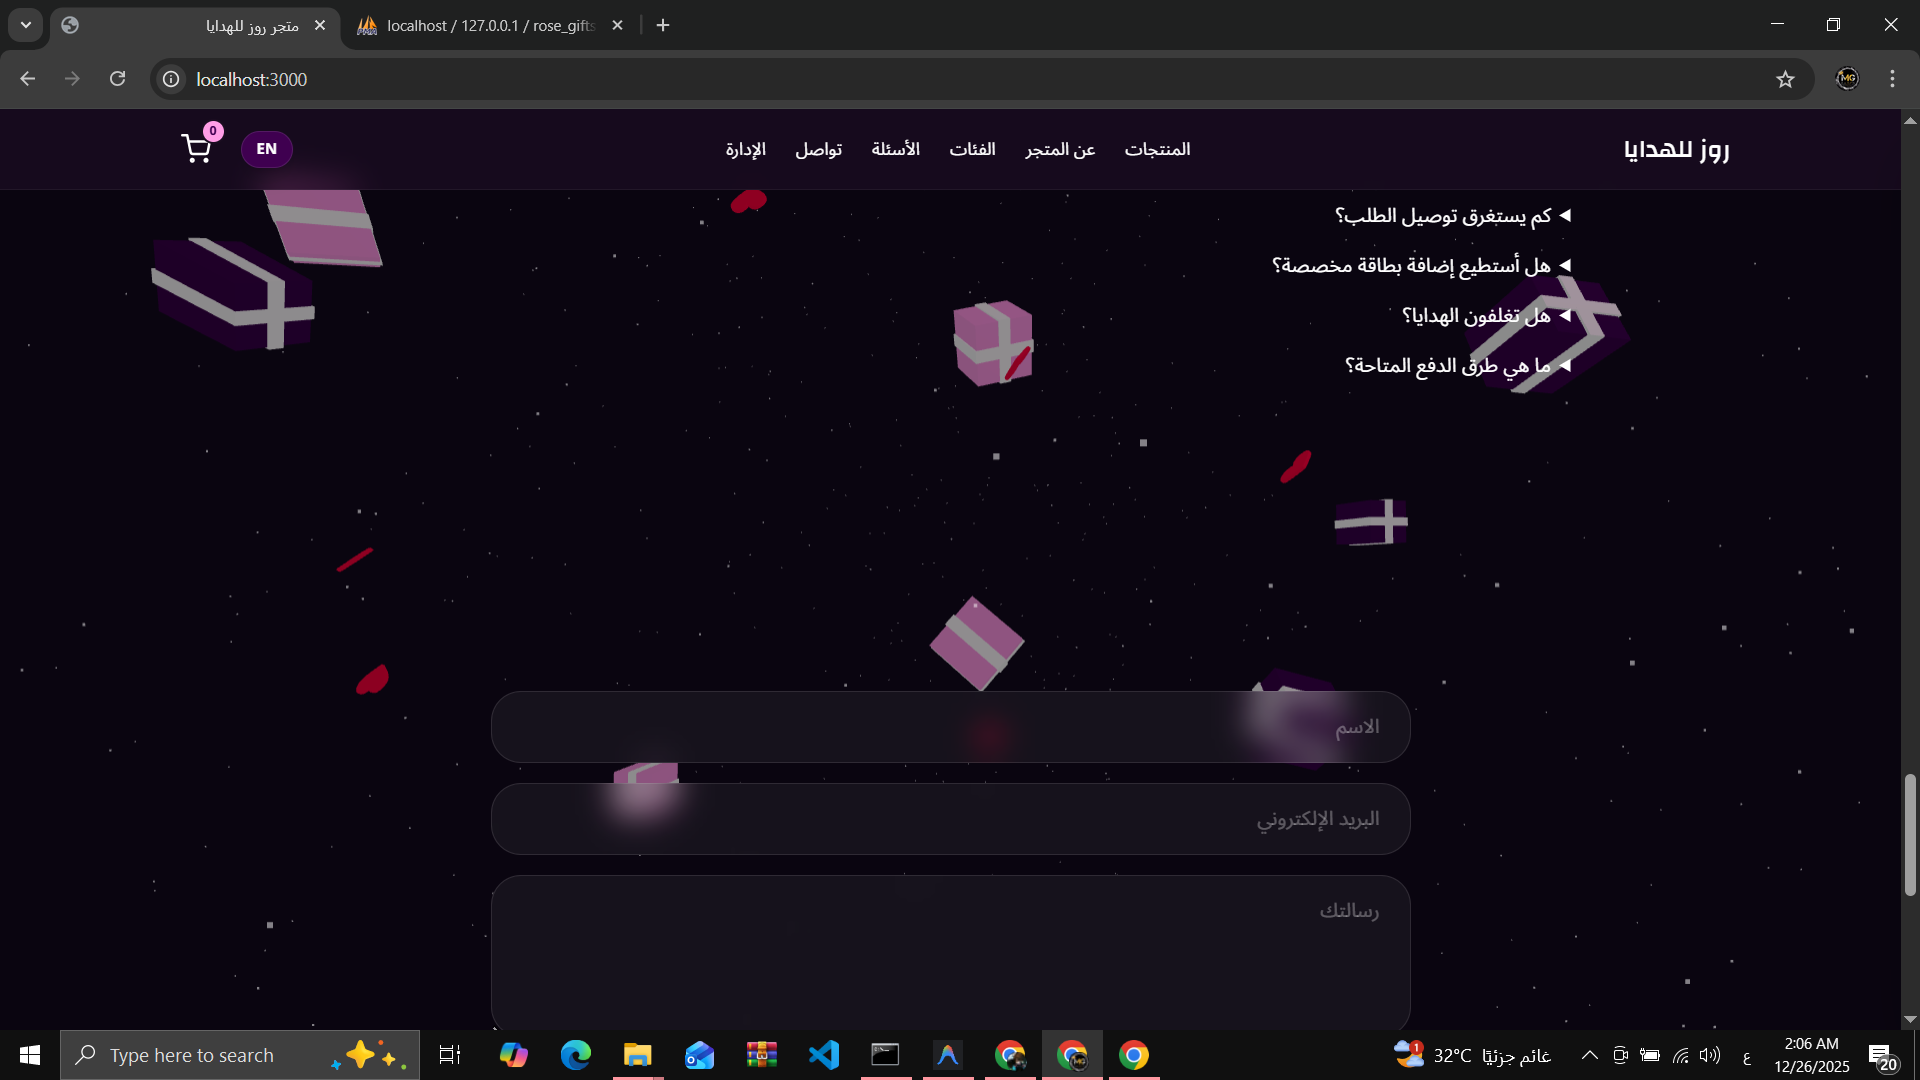 متجر روز للهدايا
localhost / 127.0.0.1 / rose_gifts
localhost:3000
MG
روز للهدايا
المنتجات
عن المتجر
الفئات
الأسئلة
تواصل
الإدارة
EN
0
كم يستغرق توصيل الطلب؟
هل أستطيع إضافة بطاقة مخصصة؟
هل تغلفون الهدايا؟
ما هي طرق الدفع المتاحة؟
الاسم
البريد الإلكتروني
رسالتك
Type here to search
1
32°C غائم جزئيًا
ع
2:06 AM
12/26/2025
20